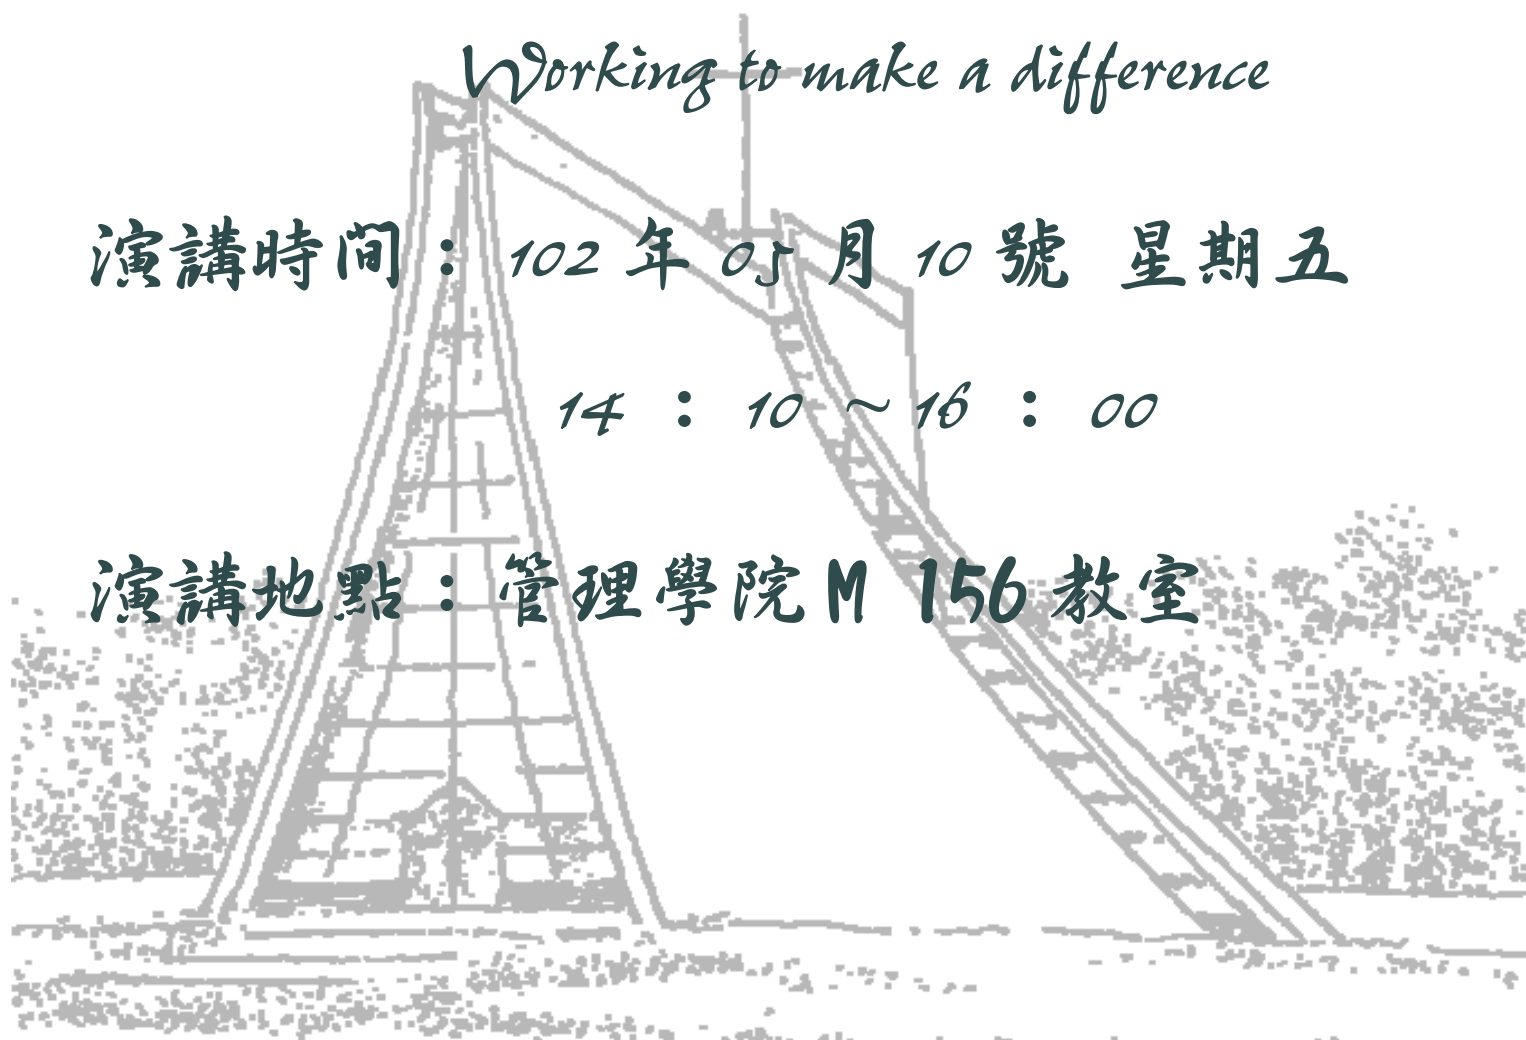 Working to make a difference
演講時間：102 年 05 月 10 號 星期五
14 : 10 ~ 16 : 00
演講地點：管理學院 M 156 教室